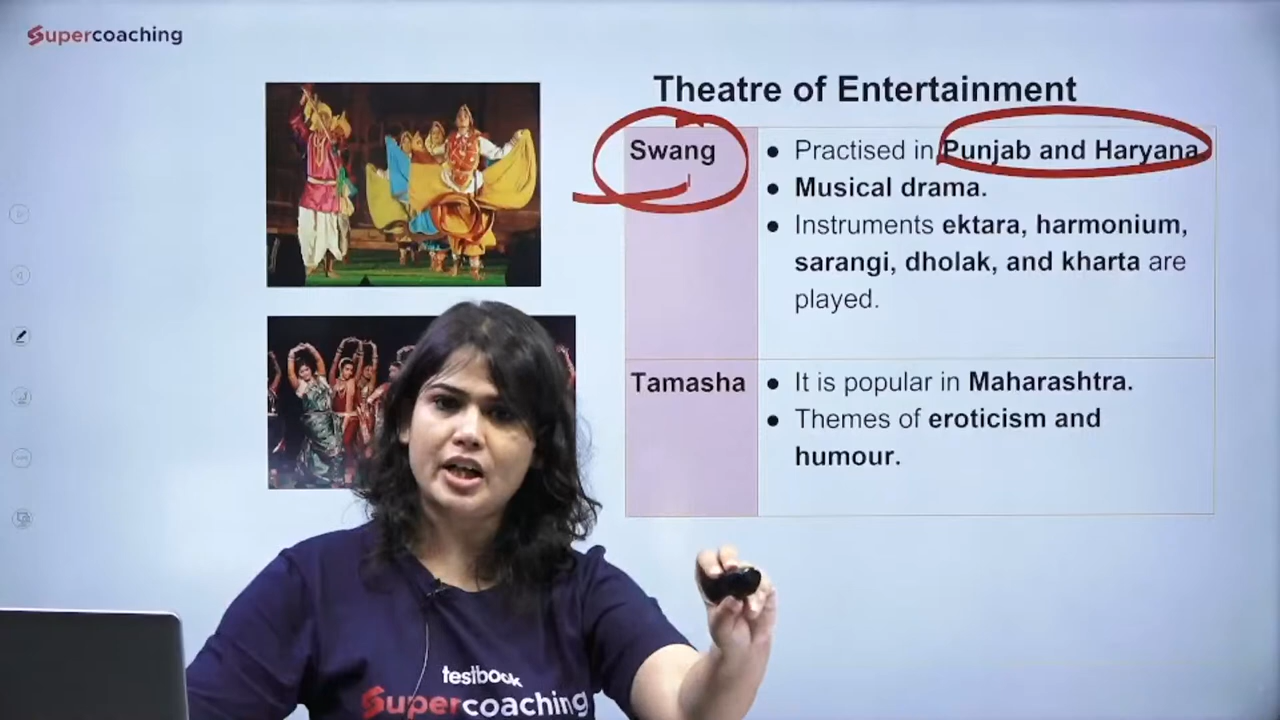 Supercoaching
Theatre of Entertainment
Swang
● Practised in Punjab and Haryana
● Musical drama.
● Instruments ektara, harmonium,
sarangi, dholak, and kharta are
played.
Tamasha
● It is popular in Maharashtra.
● Themes of eroticism and
humour.
testbook
Supercoaching